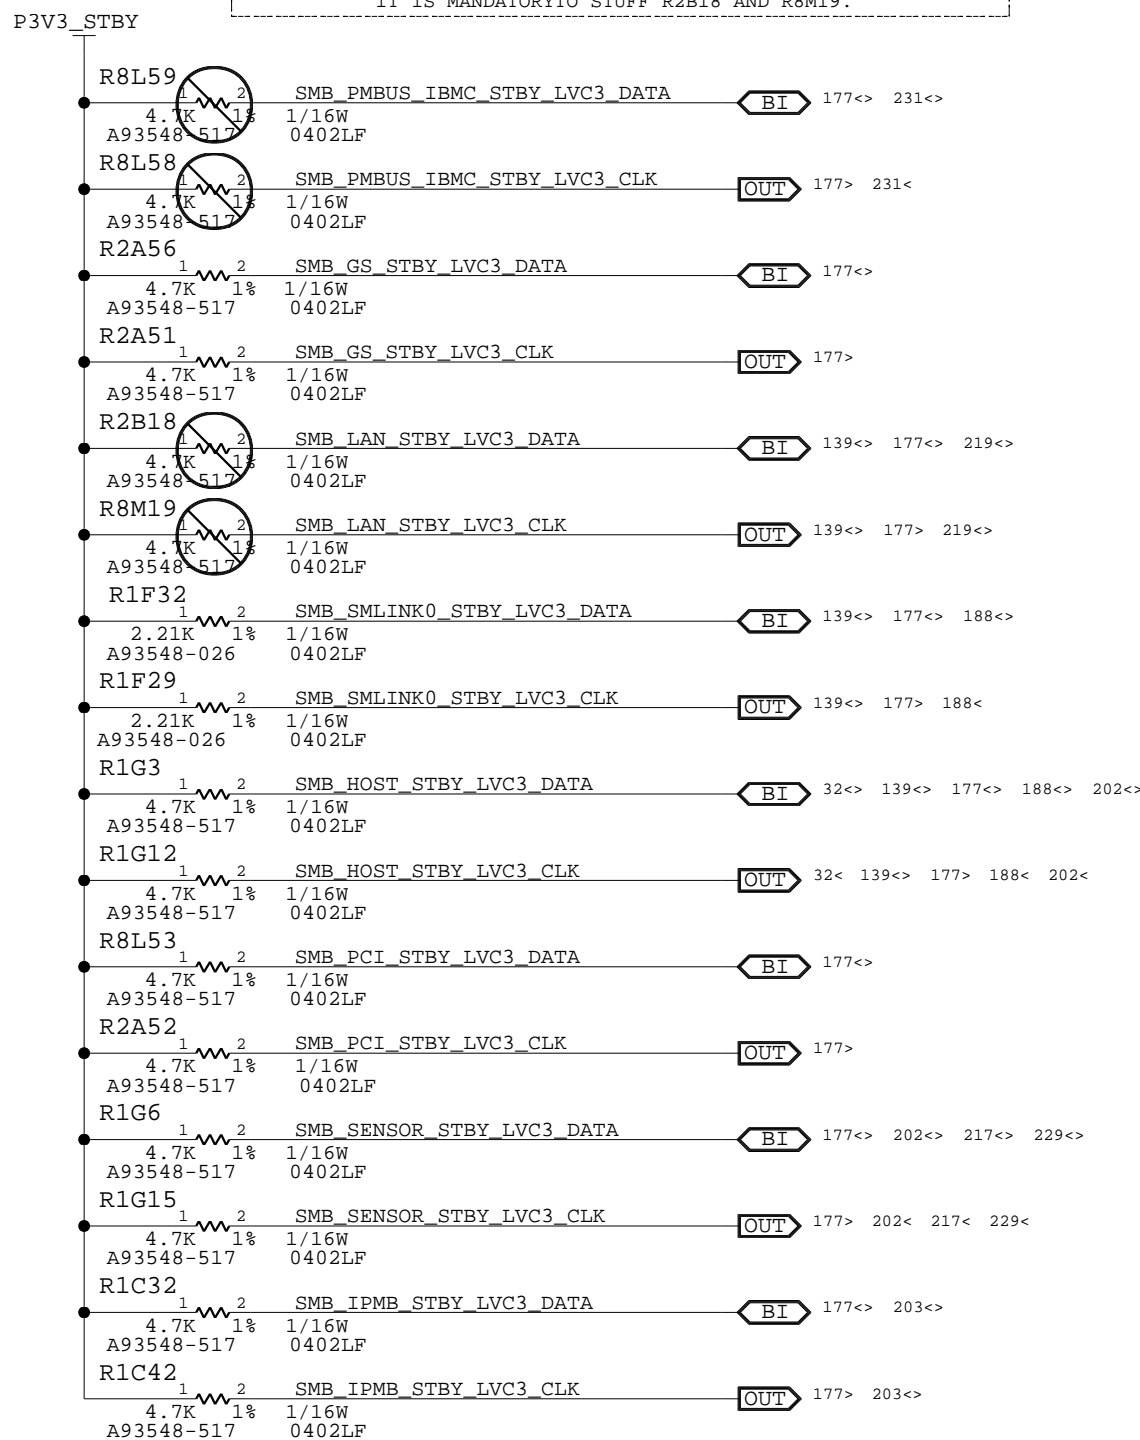 IT IS MANDATORYTO STUFF R2B18 AND R8M19.
P3V3_STBY
R8L59
1 2 SMB_PMBUS_IBMC_STBY_LVC3_DATA BI 177<> 231<>
4.7K 1% 1/16W
A93548-517 0402LF
R8L58
1 2 SMB_PMBUS_IBMC_STBY_LVC3_CLK OUT 177> 231<
4.7K 1% 1/16W
A93548-517 0402LF
R2A56
1 2 SMB_GS_STBY_LVC3_DATA BI 177<>
4.7K 1% 1/16W
A93548-517 0402LF
R2A51
1 2 SMB_GS_STBY_LVC3_CLK OUT 177>
4.7K 1% 1/16W
A93548-517 0402LF
R2B18
1 2 SMB_LAN_STBY_LVC3_DATA BI 139<> 177<> 219<>
4.7K 1% 1/16W
A93548-517 0402LF
R8M19
1 2 SMB_LAN_STBY_LVC3_CLK OUT 139<> 177> 219<>
4.7K 1% 1/16W
A93548-517 0402LF
R1F32
1 2 SMB_SMLINK0_STBY_LVC3_DATA BI 139<> 177<> 188<>
2.21K 1% 1/16W
A93548-026 0402LF
R1F29
1 2 SMB_SMLINK0_STBY_LVC3_CLK OUT 139<> 177> 188<
2.21K 1% 1/16W
A93548-026 0402LF
R1G3
1 2 SMB_HOST_STBY_LVC3_DATA BI 32<> 139<> 177<> 188<> 202<>
4.7K 1% 1/16W
A93548-517 0402LF
R1G12
1 2 SMB_HOST_STBY_LVC3_CLK OUT 32< 139<> 177> 188< 202<
4.7K 1% 1/16W
A93548-517 0402LF
R8L53
1 2 SMB_PCI_STBY_LVC3_DATA BI 177<>
4.7K 1% 1/16W
A93548-517 0402LF
R2A52
1 2 SMB_PCI_STBY_LVC3_CLK OUT 177>
4.7K 1% 1/16W
A93548-517 0402LF
R1G6
1 2 SMB_SENSOR_STBY_LVC3_DATA BI 177<> 202<> 217<> 229<>
4.7K 1% 1/16W
A93548-517 0402LF
R1G15
1 2 SMB_SENSOR_STBY_LVC3_CLK OUT 177> 202< 217< 229<
4.7K 1% 1/16W
A93548-517 0402LF
R1C32
1 2 SMB_IPMB_STBY_LVC3_DATA BI 177<> 203<>
4.7K 1% 1/16W
A93548-517 0402LF
R1C42
1 2 SMB_IPMB_STBY_LVC3_CLK OUT 177> 203<>
4.7K 1% 1/16W
A93548-517 0402LF